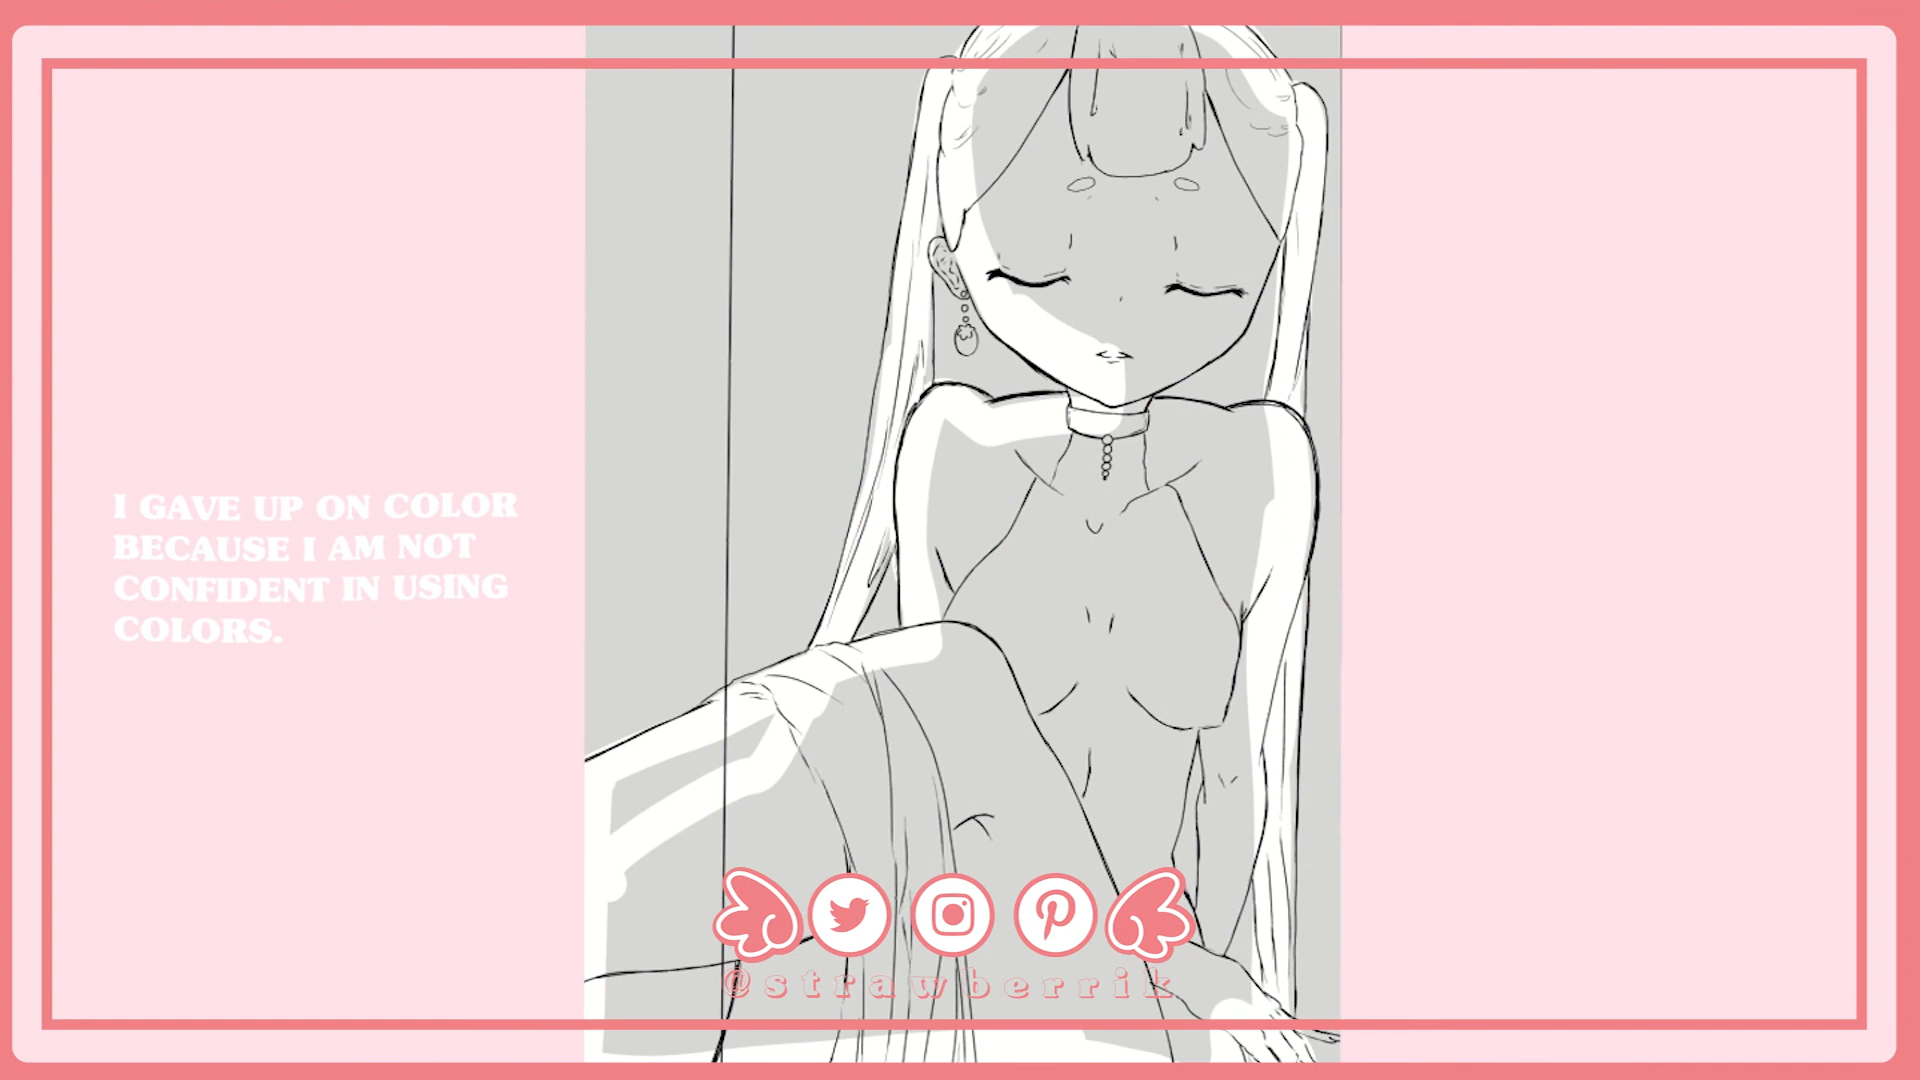 I GAVE UP ON COLOR
BECAUSE I AM NOT
CONFIDENT IN USING
COLORS.
@strawberrik